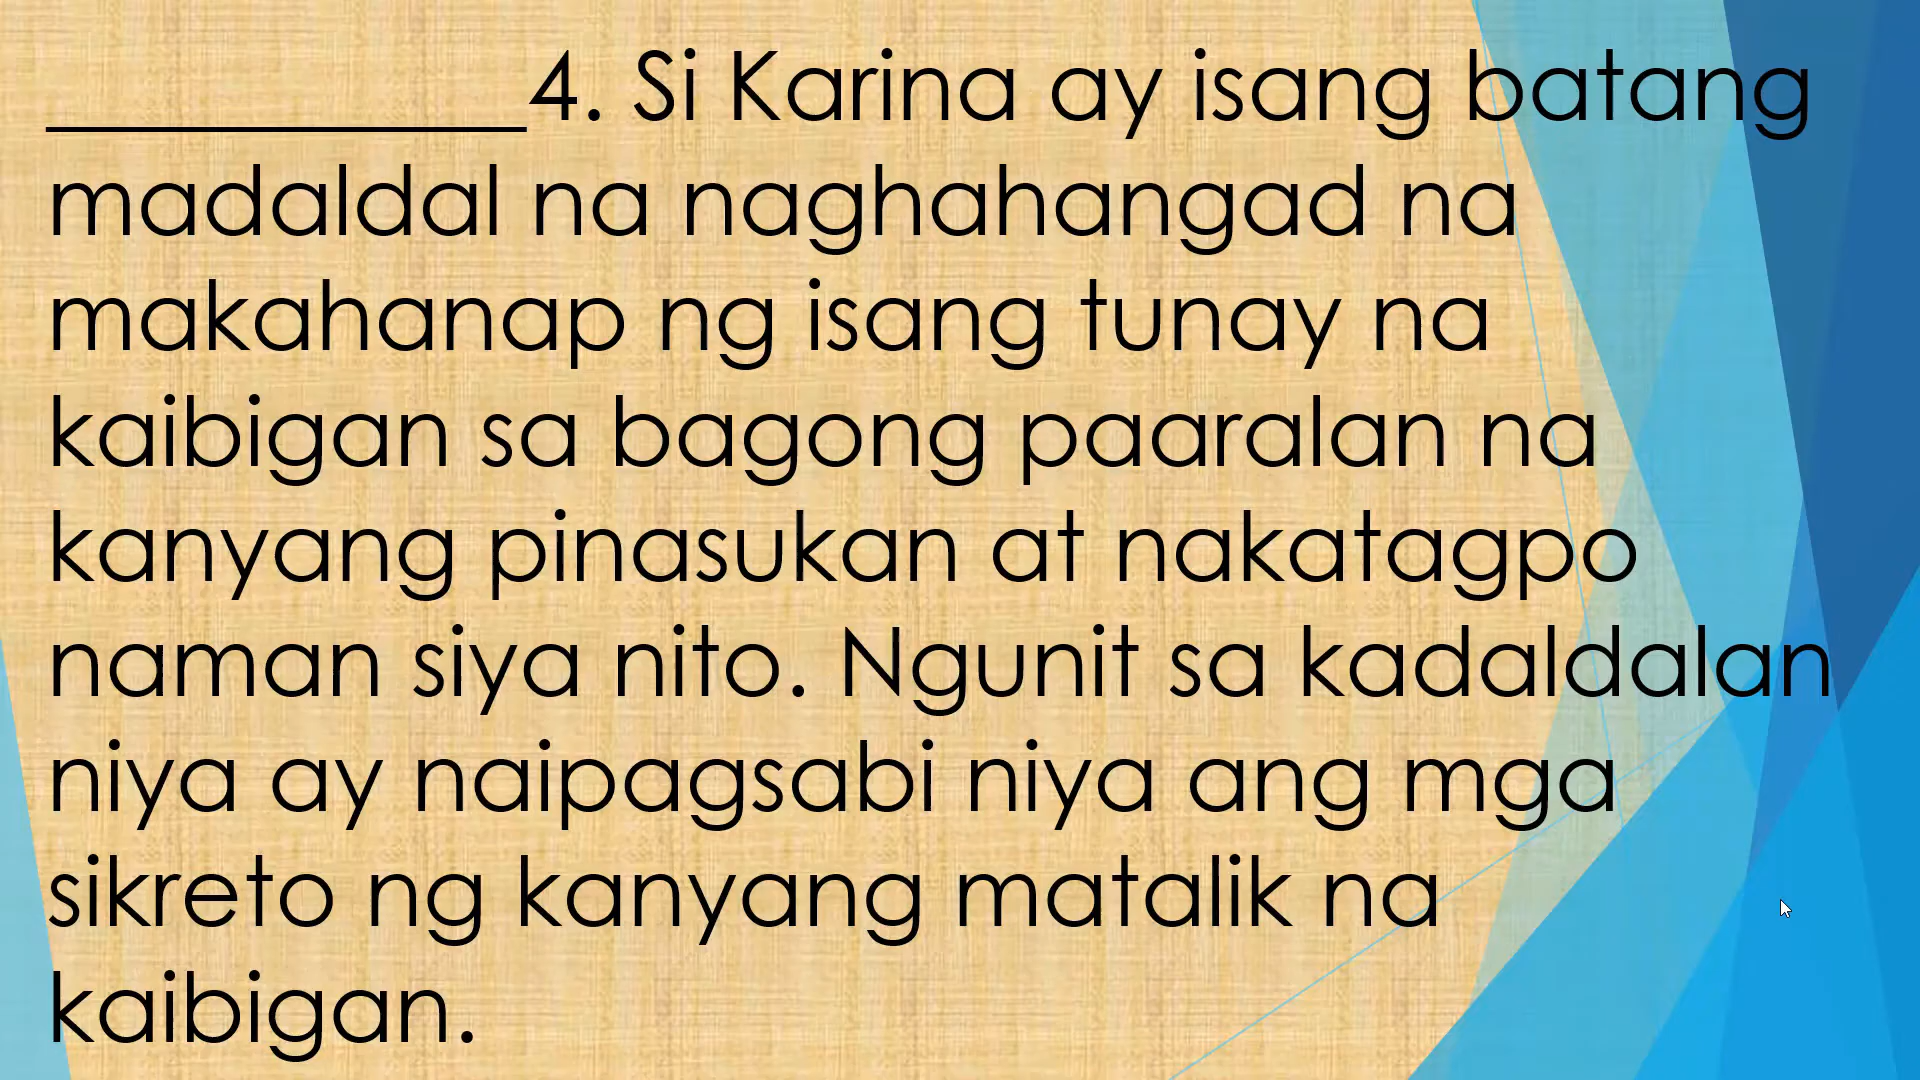 ____________4. Si Karina ay isang batang
madaldal na naghahangad na
makahanap ng isang tunay na
kaibigan sa bagong paaralan na
kanyang pinasukan at nakatagpo
naman siya nito. Ngunit sa kadaldalan
niya ay naipagsabi niya ang mga
sikreto ng kanyang matalik na
kaibigan.